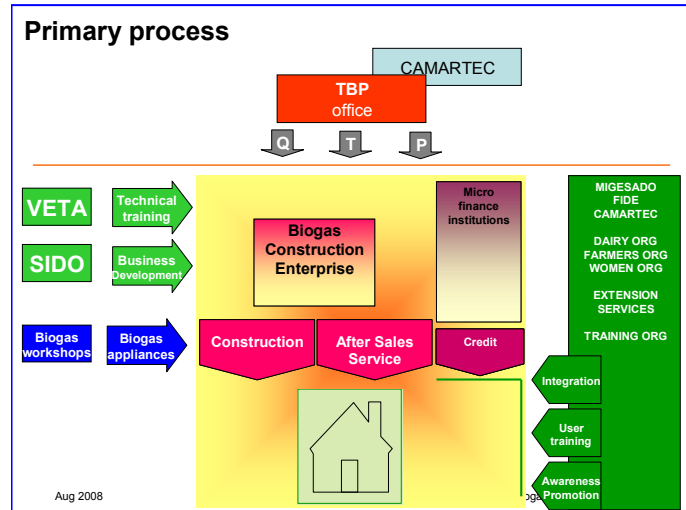 Primary process
CAMARTEC
TBP
office
Q
T
P
VETA
Technical
training
SIDO
Business
Development
Biogas
workshops
Biogas
appliances
Biogas
Construction
Enterprise
Micro
finance
institutions
Construction
After Sales
Service
Credit
MIGESADO
FIDE
CAMARTEC
DAIRY ORG
FARMERS ORG
WOMEN ORG
EXTENSION
SERVICES
TRAINING ORG
Integration
User
training
Awareness
Promotion
Aug 2008